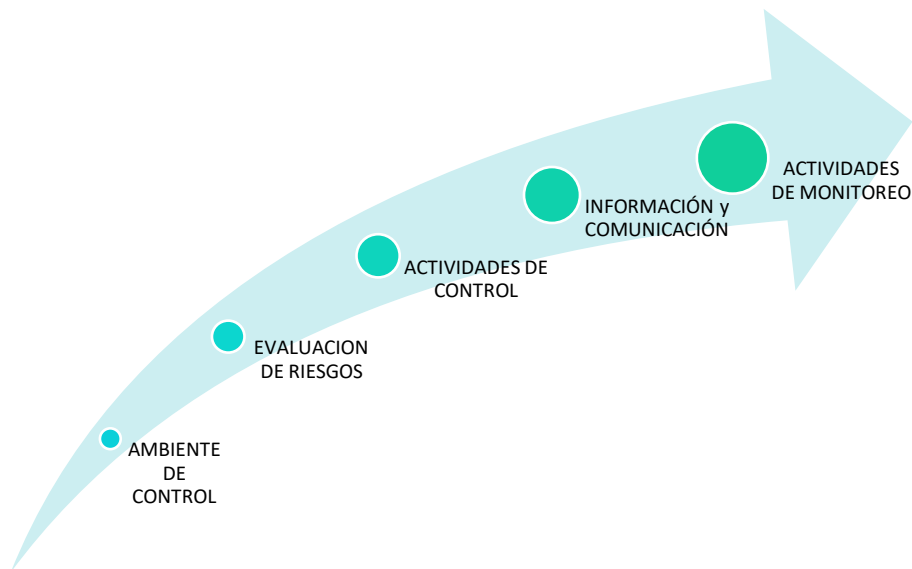 AMBIENTE
DE
CONTROL
EVALUACION
DE RIESGOS
ACTIVIDADES DE
CONTROL
INFORMACIÓN y
COMUNICACIÓN
ACTIVIDADES
DE MONITOREO